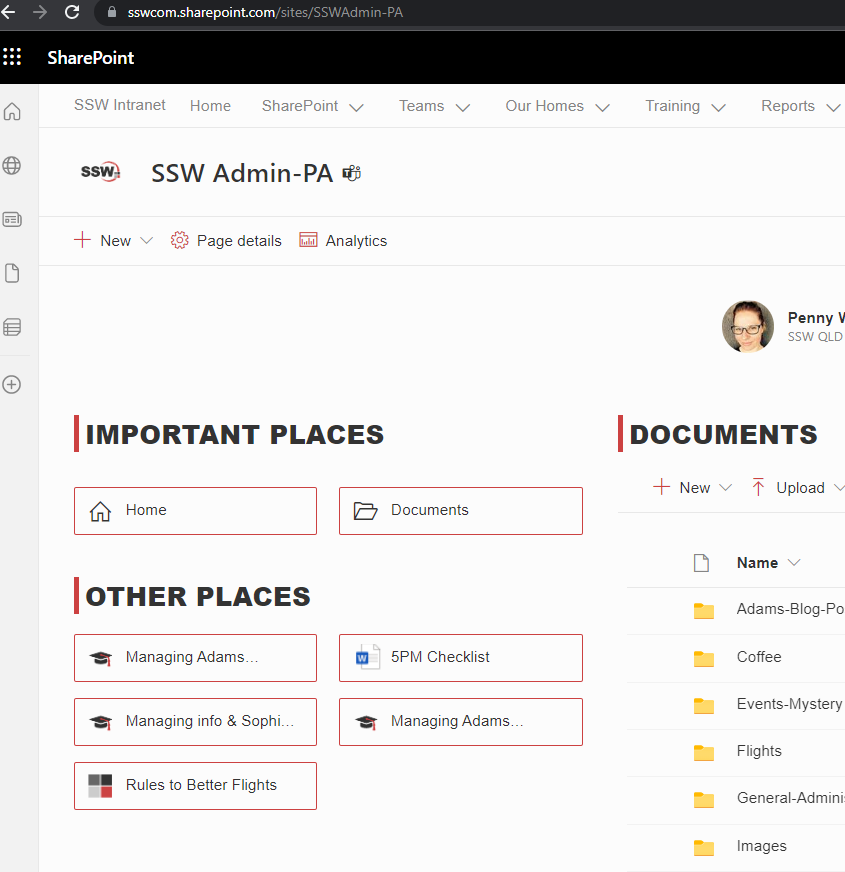 sswcom.sharepoint.com/sites/SSWAdmin-PA
SharePoint
SSW Intranet Home SharePoint Teams Our Homes Training Reports
SSW SSW Admin-PA
New Page details Analytics
Penny W
SSW QLD
IMPORTANT PLACES
Home Documents
OTHER PLACES
Managing Adams... 5PM Checklist
Managing info & Sophi... Managing Adams...
Rules to Better Flights
DOCUMENTS
New Upload
Name
Adams-Blog-Po
Coffee
Events-Mystery
Flights
General-Adminis
Images